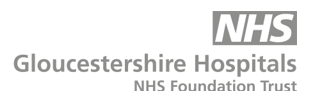 NHS
Gloucestershire Hospitals
NHS Foundation Trust